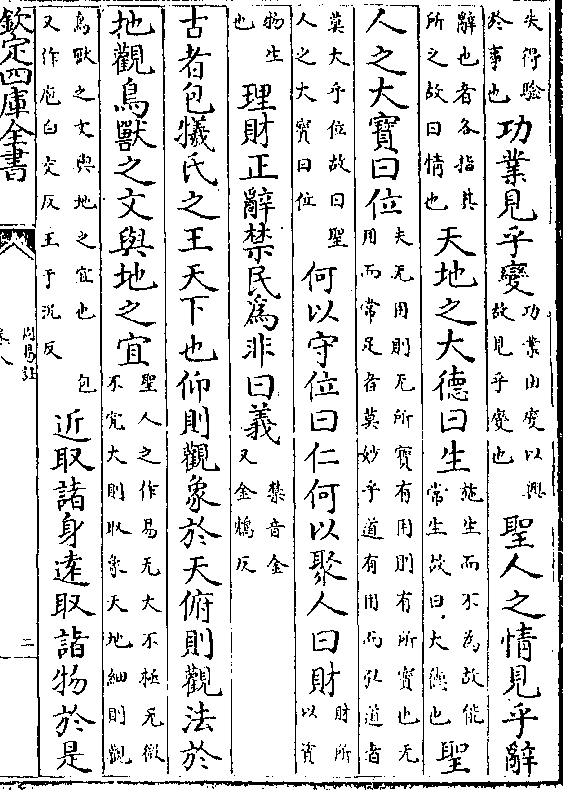 失得驗於事也功業見乎變功業由變以興故見乎變也聖人之情見乎辭
辭也者各指其所之故曰情也天地之大德曰生施生而不為故能常生故曰大德也聖
人之大寶曰位夫无用則无所寳有用則有所寳也无用而常足者莫妙乎道有用而弘道者
莫大乎位故曰聖人之大寳曰位何以守位曰仁何以聚人曰財財所以資
物生也理財正辭禁民為非曰義禁音金又金鴆反
古者包犧氏之王天下也仰則觀象於天俯則觀法於
地觀鳥獸之文與地之宜聖人之作易无大不極无微不究大則取象天地細則觀
鳥獸之文與地之宜也包又作庖白交反王于況反近取諸身遠取諸物於是
欽定四庫全書
周易註
卷八
二